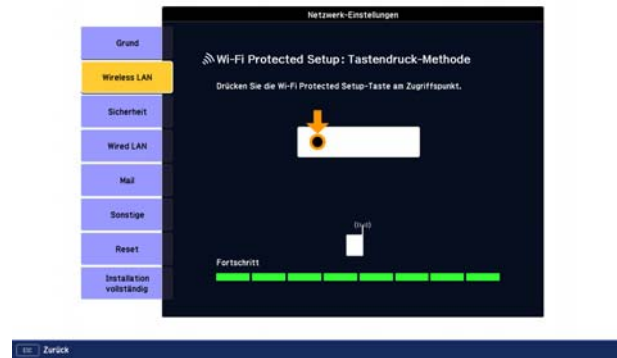 Netzwerk-Einstellungen
Grund
Wireless LAN
Sicherheit
Wired LAN
Mail
Sonstige
Reset
Installation
vollständig
Wi-Fi Protected Setup: Tastendruck-Methode
Drücken Sie die Wi-Fi Protected Setup-Taste am Zugriffspunkt.
Fortschritt
Esc Zurück